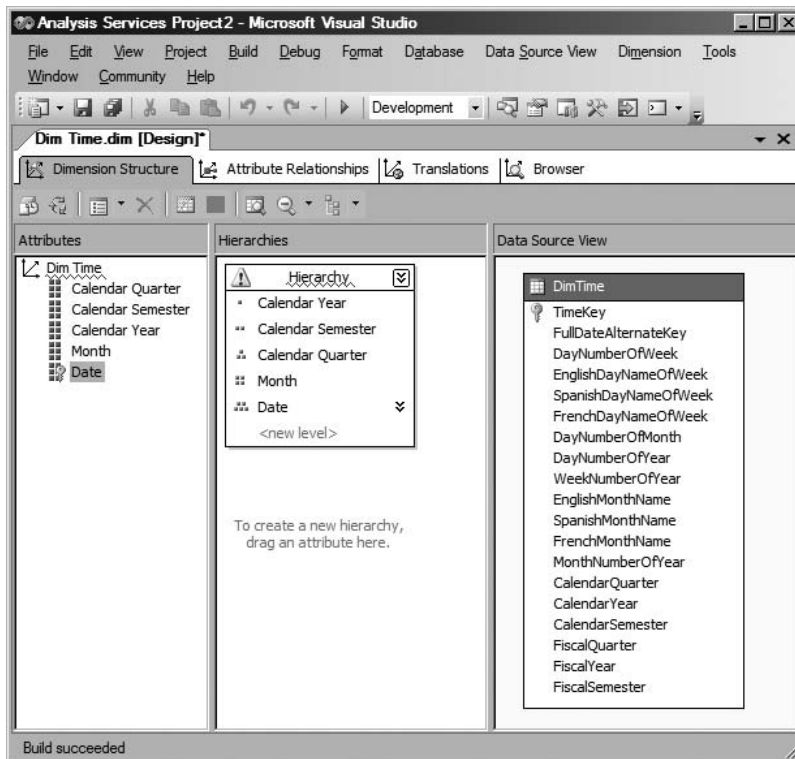 Analysis Services Project2 - Microsoft Visual Studio
File Edit View Project Build Debug Format Database Data Source View Dimension Tools
Window Community Help
Development
Dim Time.dim [Design]*
Dimension Structure Attribute Relationships Translations Browser
Attributes
Dim Time
Calendar Quarter
Calendar Semester
Calendar Year
Month
Date
Hierarchies
Hierarchy
Calendar Year
Calendar Semester
Calendar Quarter
Month
Date
<new level>
To create a new hierarchy,
drag an attribute here.
Data Source View
DimTime
TimeKey
FullDateAlternateKey
DayNumberOfWeek
EnglishDayNameOfWeek
SpanishDayNameOfWeek
FrenchDayNameOfWeek
DayNumberOfMonth
DayNumberOfYear
WeekNumberOfYear
EnglishMonthName
SpanishMonthName
FrenchMonthName
MonthNumberOfYear
CalendarQuarter
CalendarYear
CalendarSemester
FiscalQuarter
FiscalYear
FiscalSemester
Build succeeded